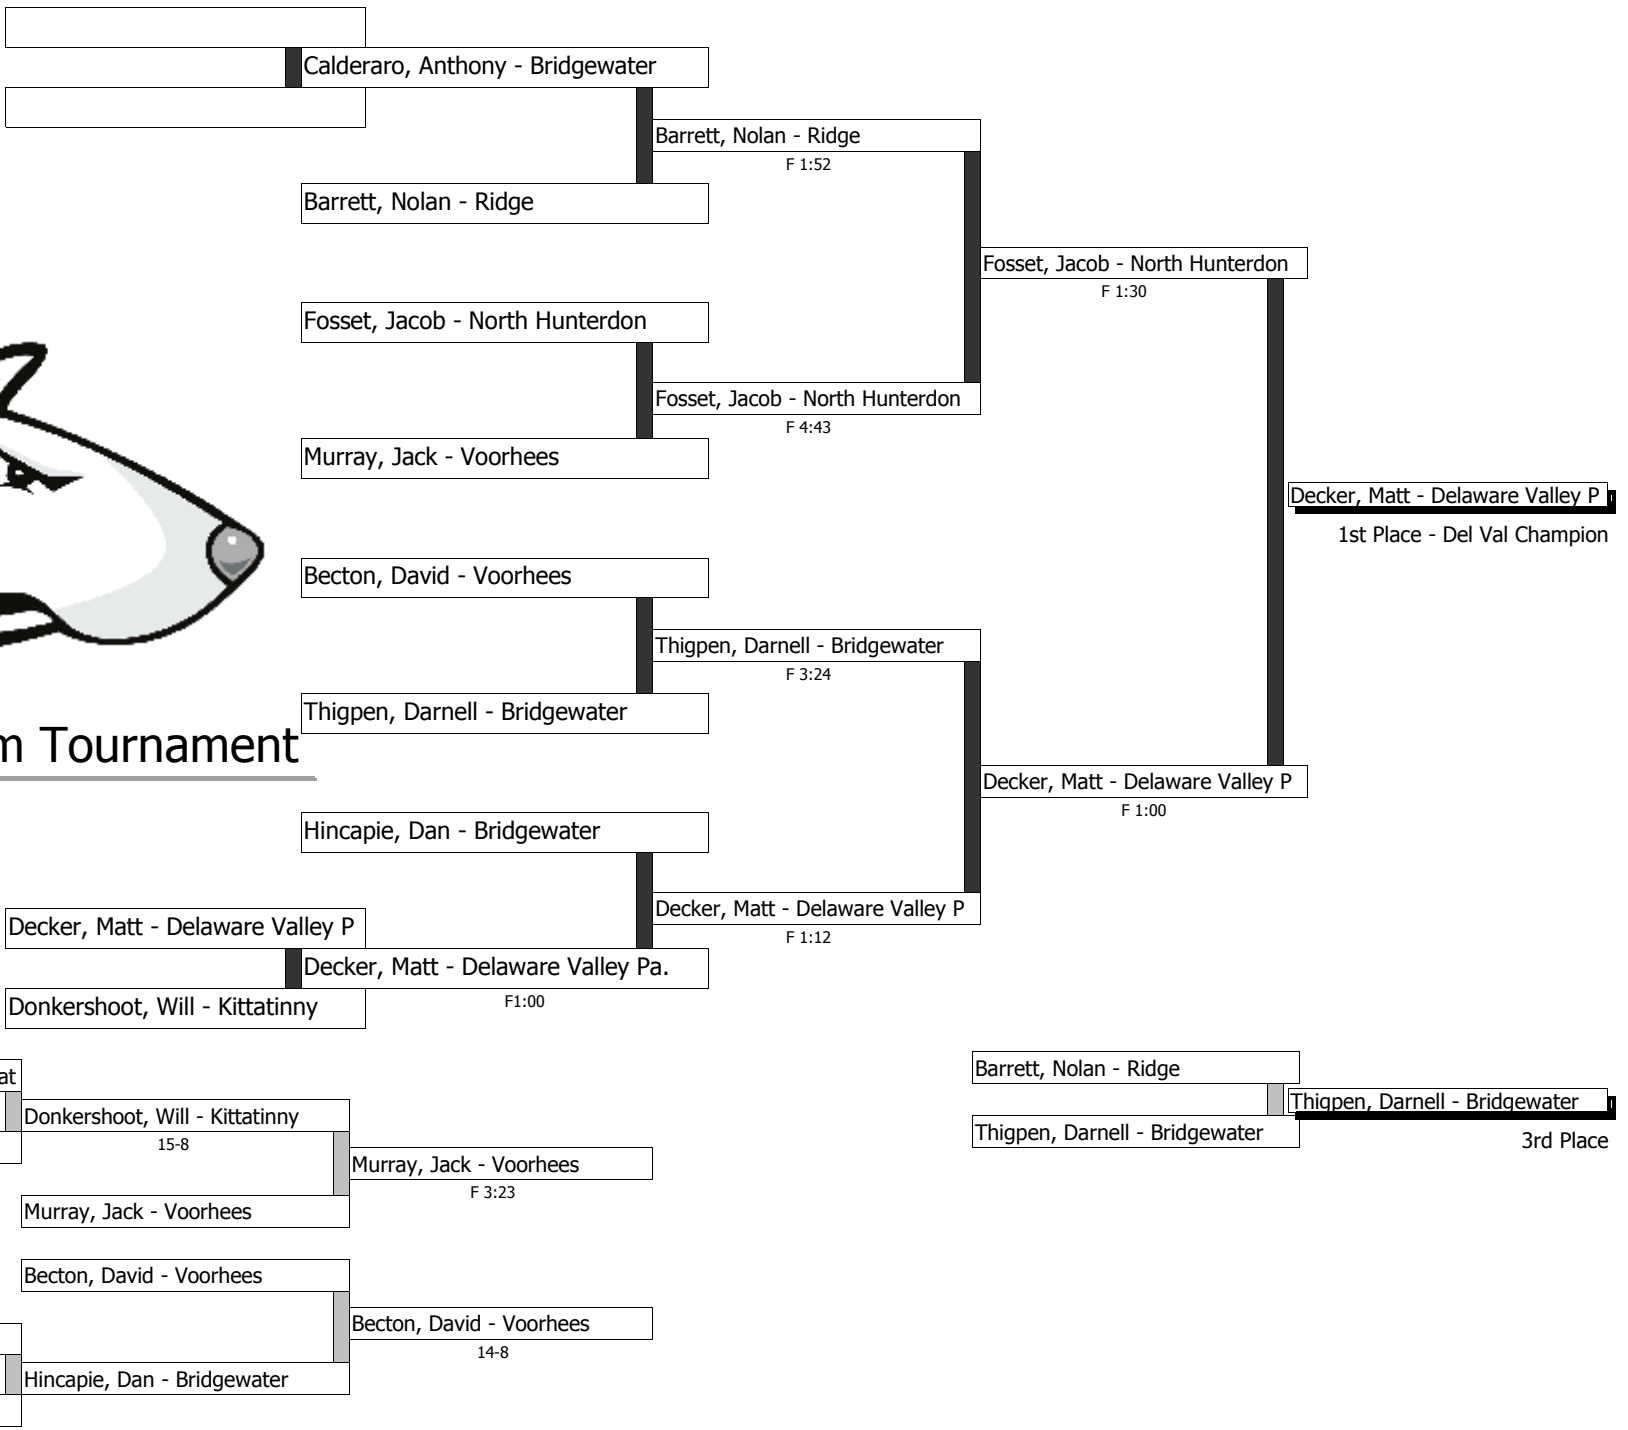 Calderaro, Anthony - Bridgewater
Barrett, Nolan - Ridge
F 1:52
Barrett, Nolan - Ridge
Fosset, Jacob - North Hunterdon
F 1:30
Fosset, Jacob - North Hunterdon
Fosset, Jacob - North Hunterdon
F 4:43
Murray, Jack - Voorhees
Decker, Matt - Delaware Valley P
1st Place - Del Val Champion
Becton, David - Voorhees
Thigpen, Darnell - Bridgewater
F 3:24
Thigpen, Darnell - Bridgewater
m Tournament
Decker, Matt - Delaware Valley P
F 1:00
Hincapie, Dan - Bridgewater
Decker, Matt - Delaware Valley P
F 1:12
Decker, Matt - Delaware Valley P
Decker, Matt - Delaware Valley Pa.
F1:00
Donkershoot, Will - Kittatinny
Barrett, Nolan - Ridge
at
Thigpen, Darnell - Bridgewater
Donkershoot, Will - Kittatinny
15-8
Thigpen, Darnell - Bridgewater
3rd Place
Murray, Jack - Voorhees
F 3:23
Murray, Jack - Voorhees
Becton, David - Voorhees
Becton, David - Voorhees
14-8
Hincapie, Dan - Bridgewater